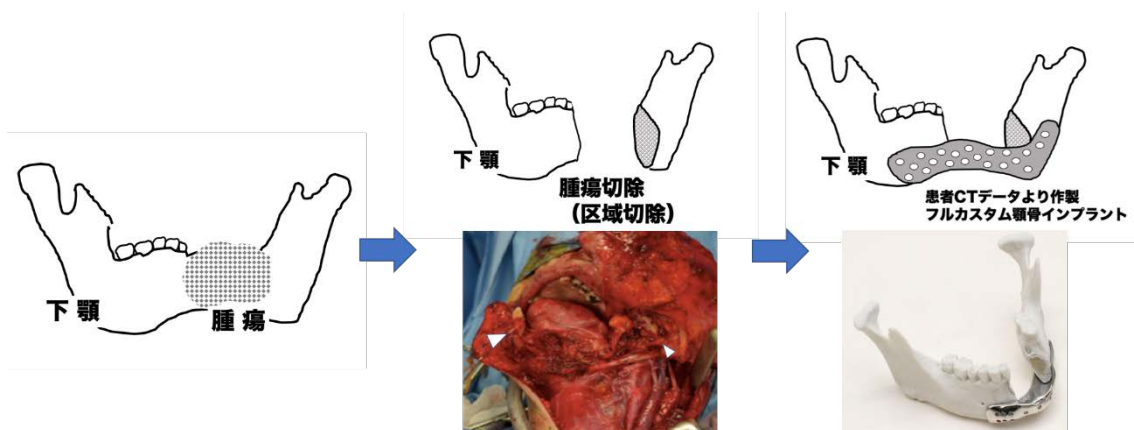 下 顎
腫 瘍
下 顎
腫瘍切除
（区域切除）
下 顎
患者CTデータより作製
フルカスタム顎骨インプラント